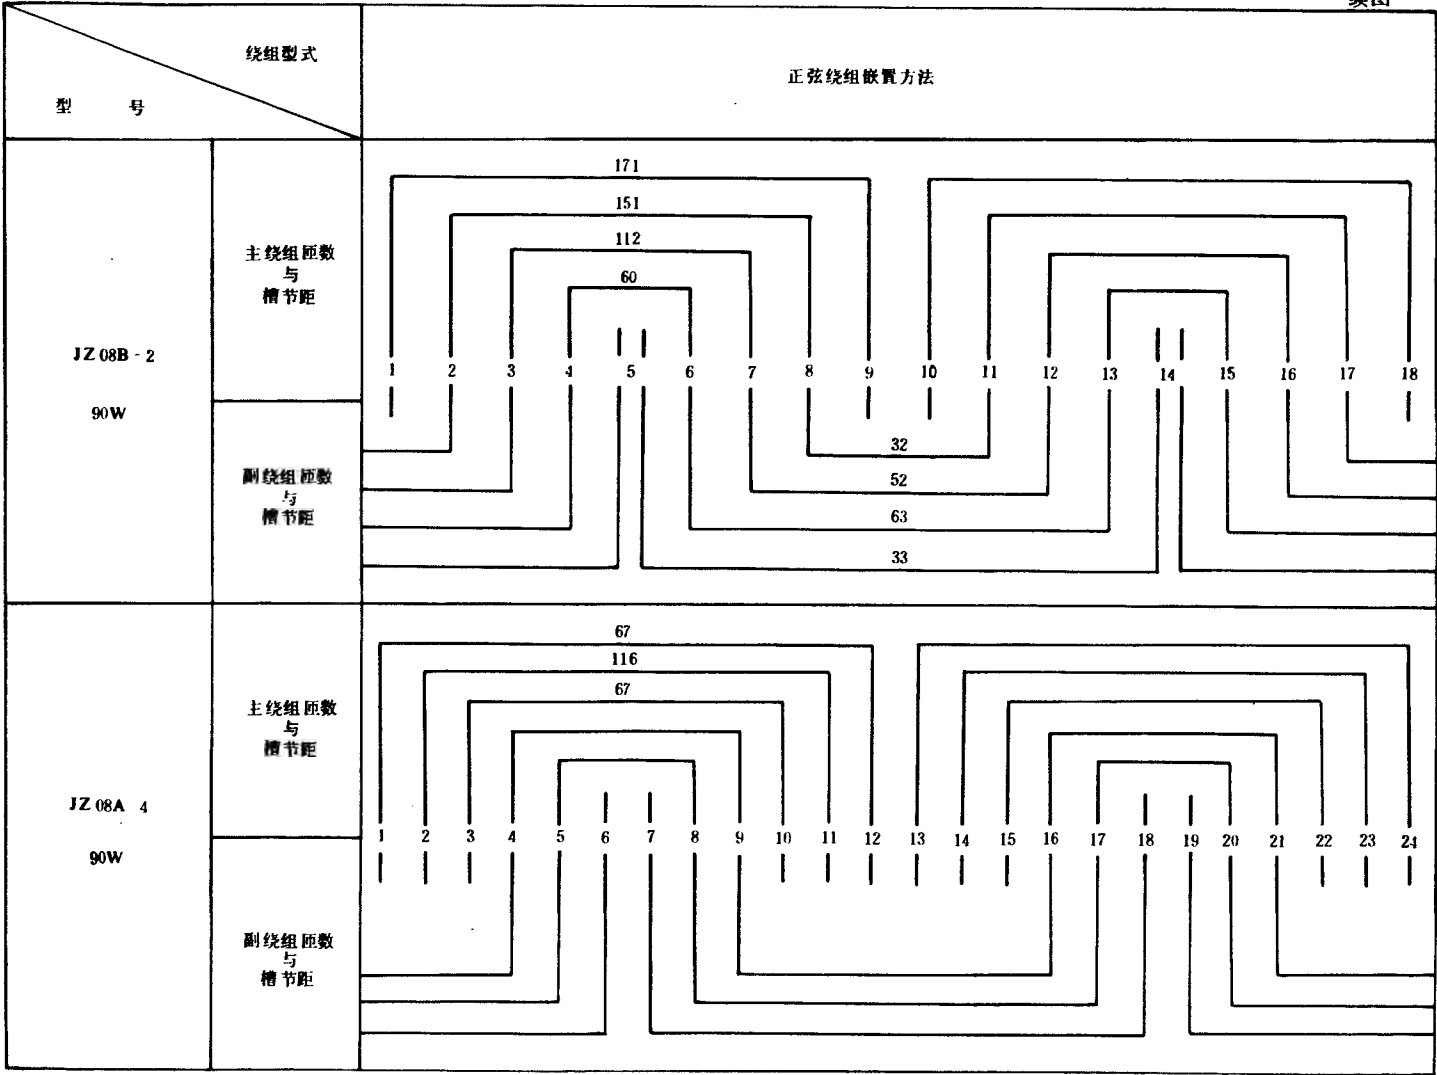 续图
绕组型式
型 号
正弦绕组嵌置方法
171
151
主绕组匝数
112
与
槽节距
60
JZ 08B - 2
1 2 3 4 5 6 7 8 9 10 11 12 13 14 15 16 17 18
90W
32
副绕组匝数
52
与
槽节距
63
33
67
116
67
主绕组匝数
与
槽节距
JZ 08A 4
1 2 3 4 5 6 7 8 9 10 11 12 13 14 15 16 17 18 19 20 21 22 23 24
90W
副绕组匝数
与
槽节距